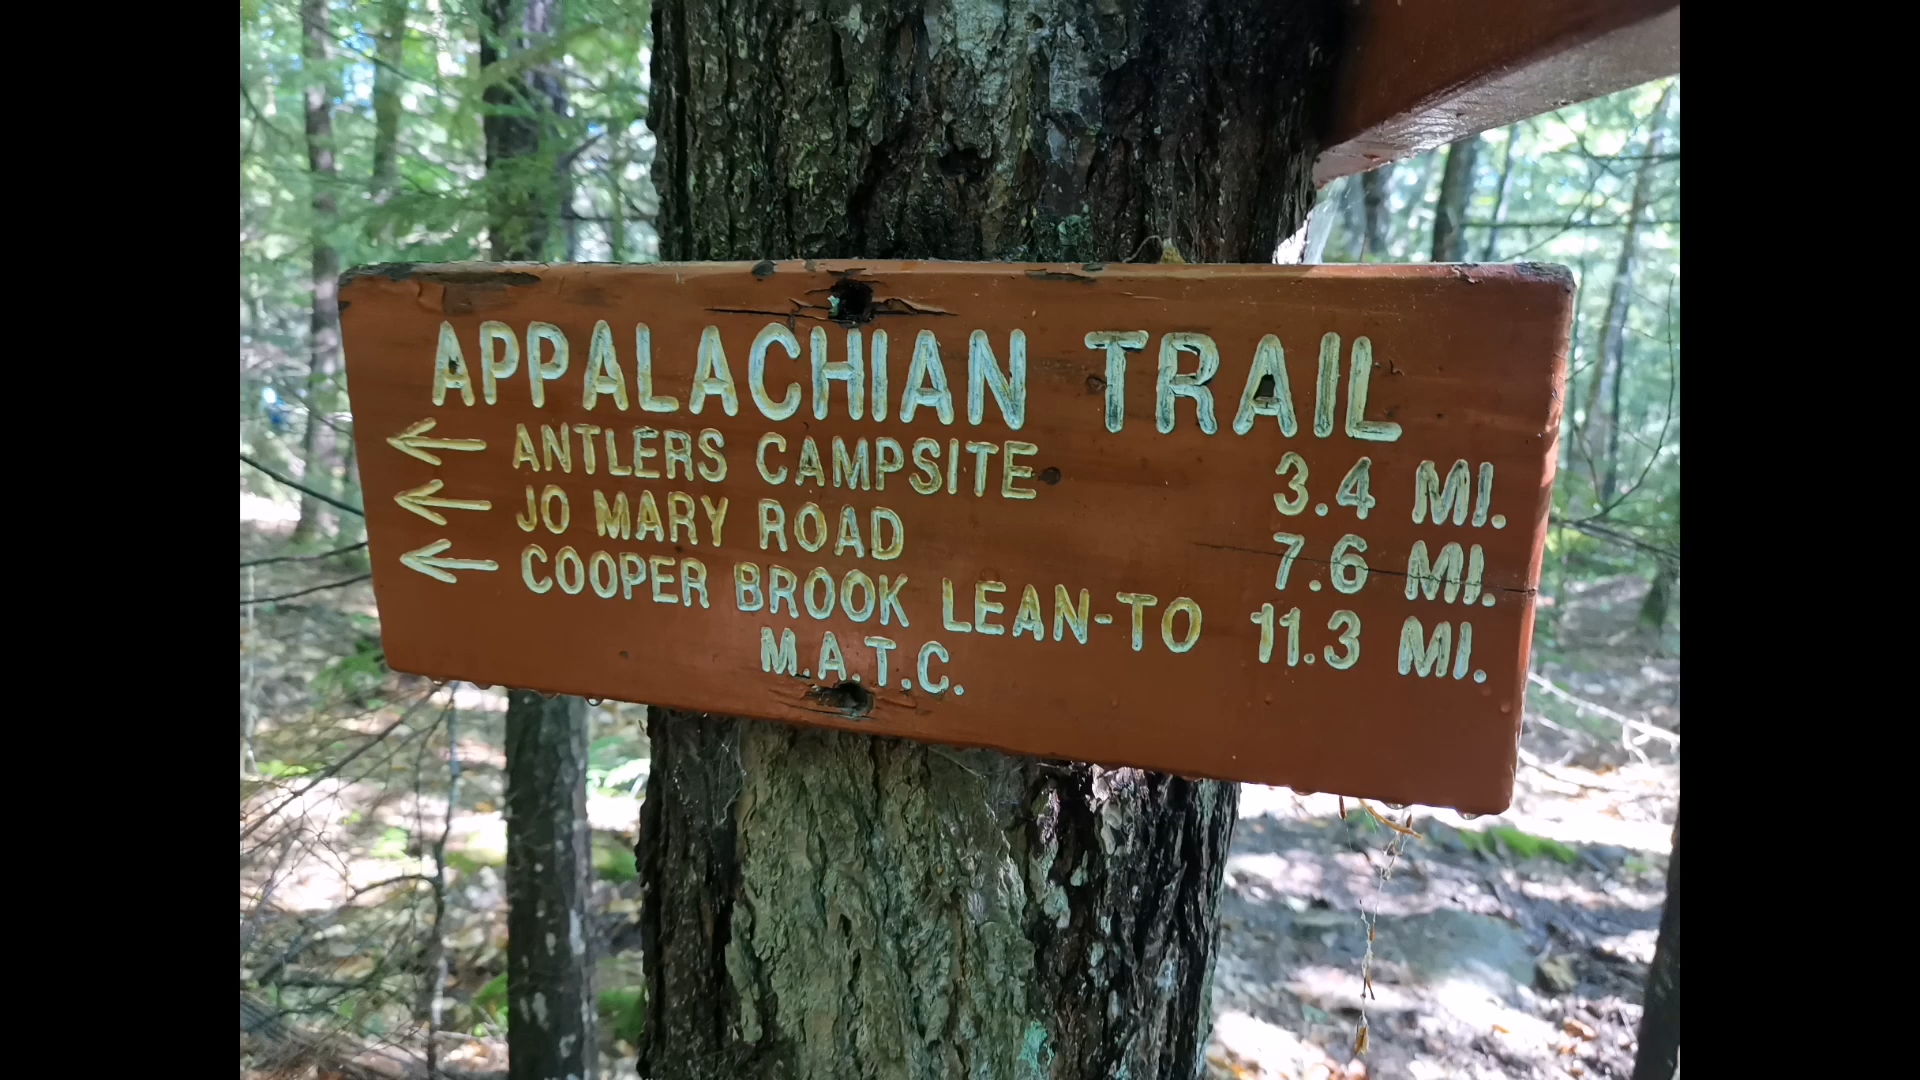 APPALACHIAN TRAIL
← ANTLERS CAMPSITE 3.4 MI.
← JO MARY ROAD 7.6 MI.
← COOPER BROOK LEAN-TO 11.3 MI.
M.A.T.C.